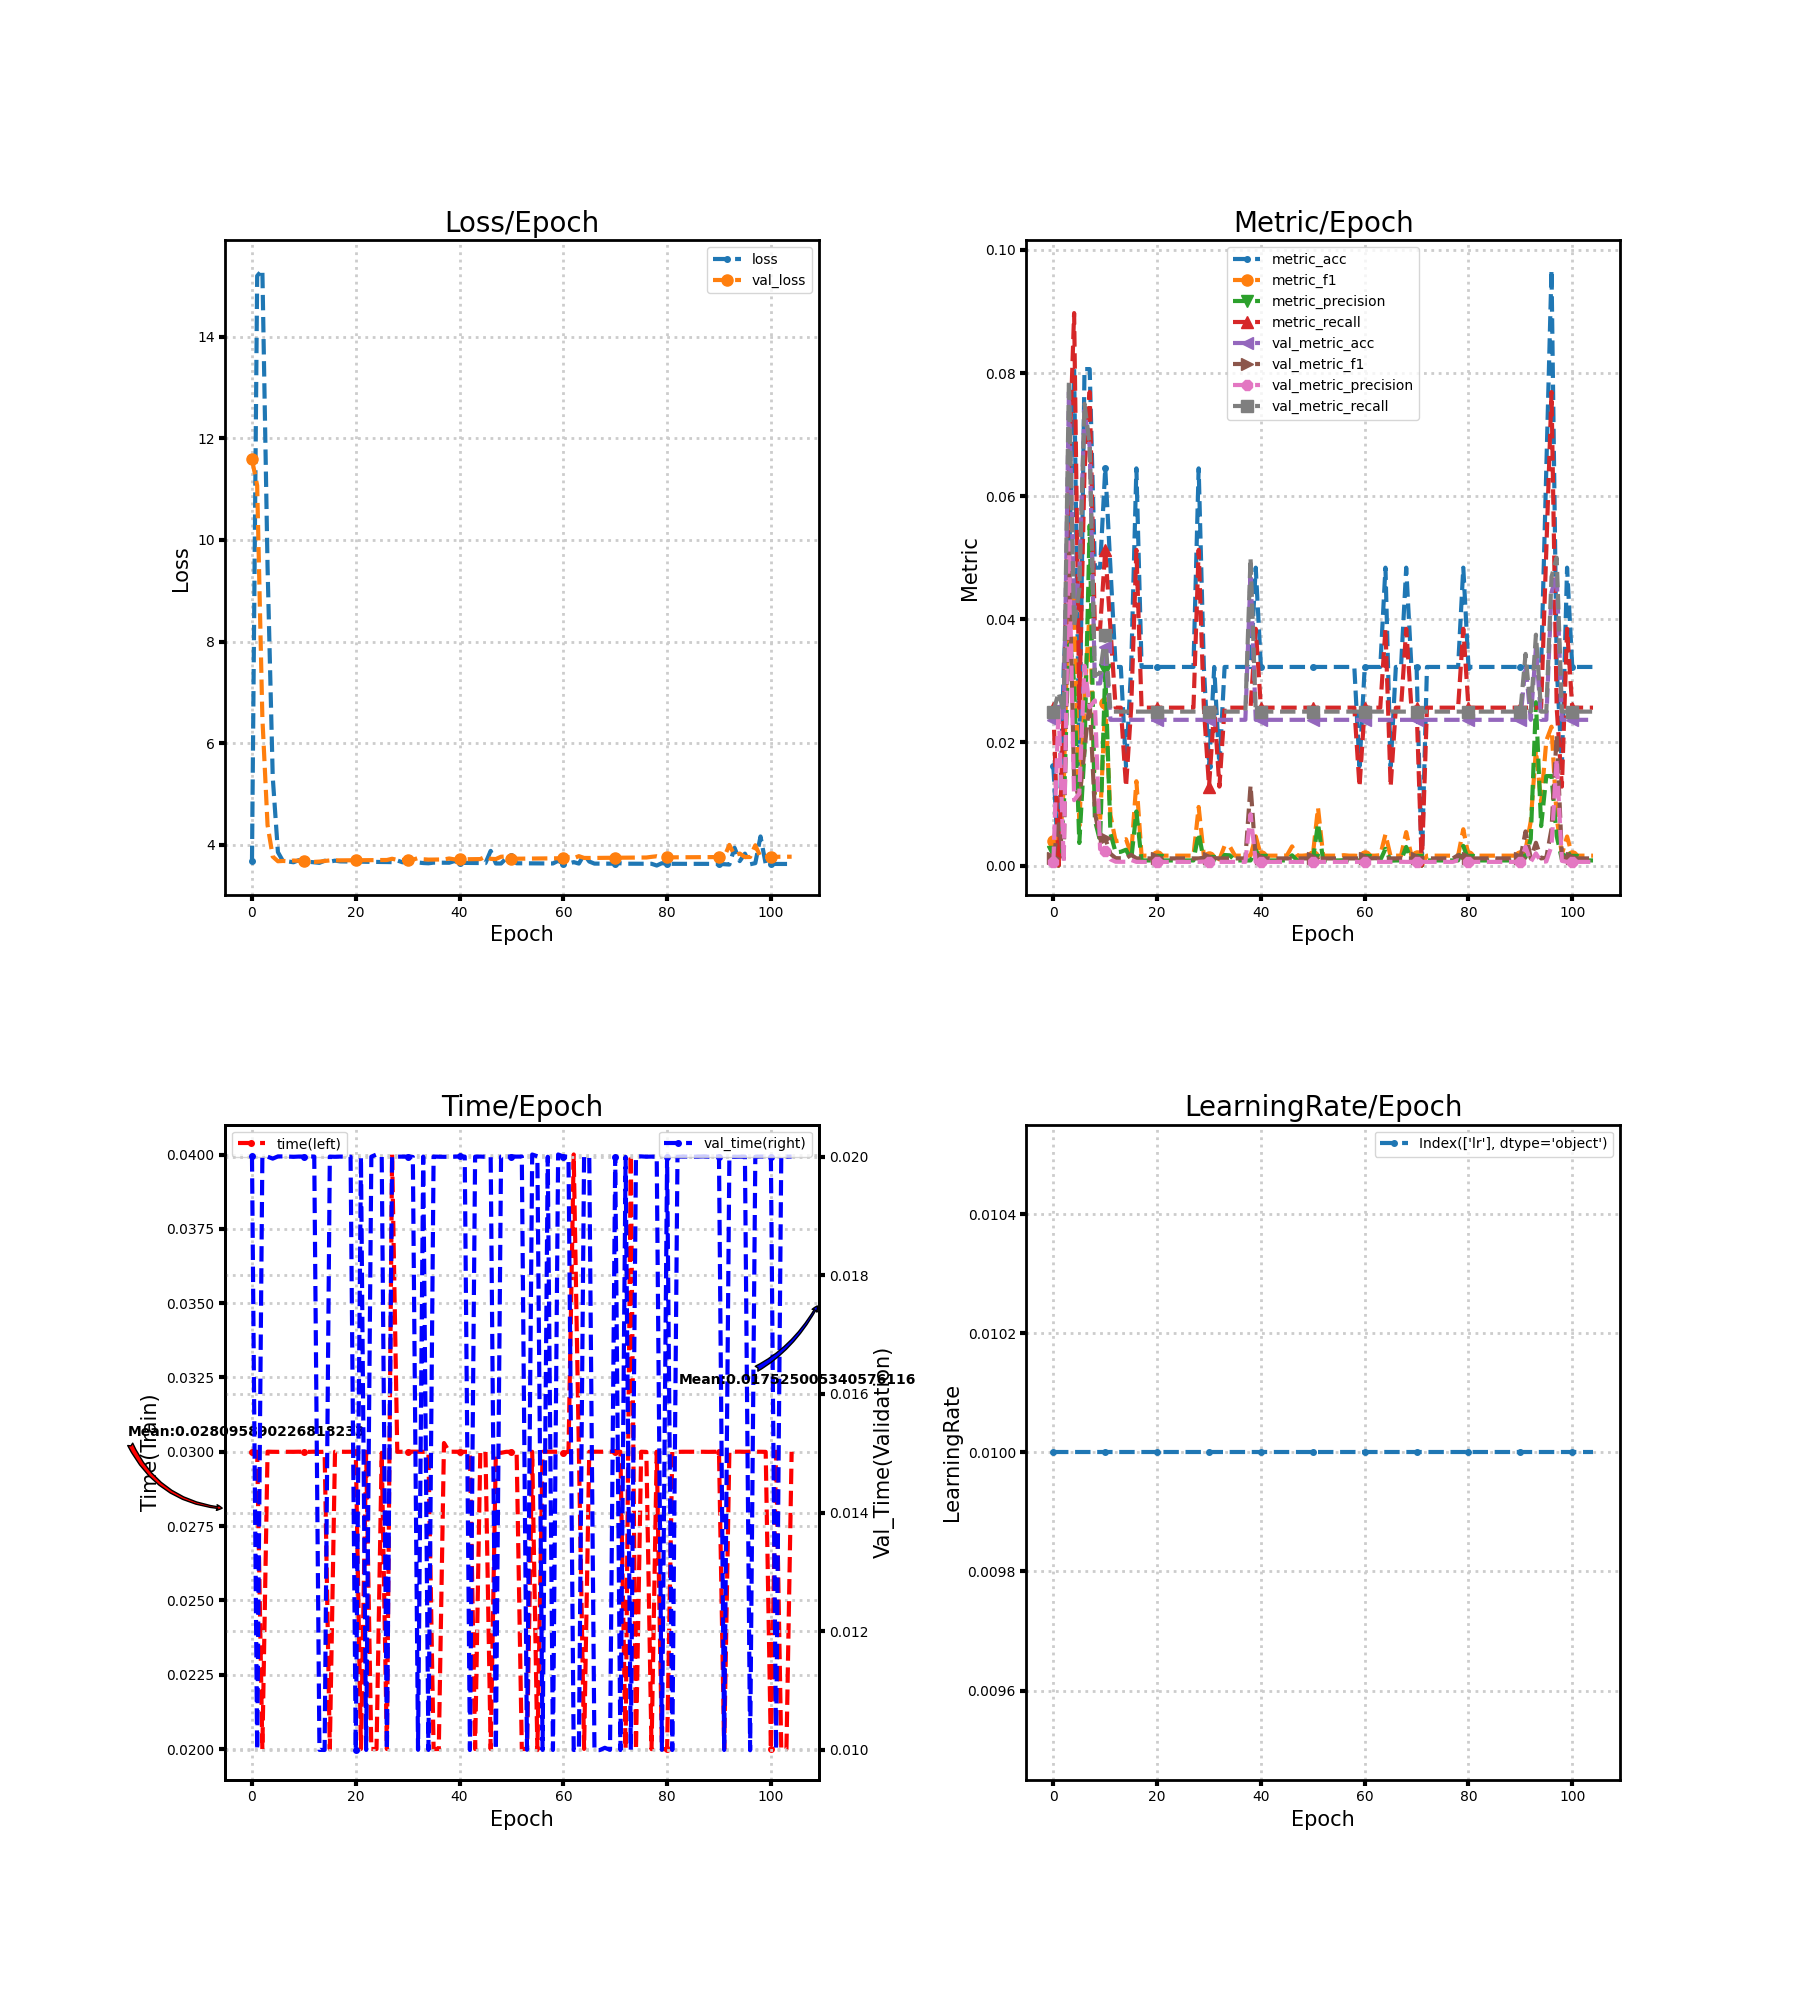 Loss/Epoch
loss
val_loss
14
12
10
8
6
4
Loss
0
20
40
60
80
100
Epoch
Metric/Epoch
metric_acc
metric_f1
metric_precision
metric_recall
val_metric_acc
val_metric_f1
val_metric_precision
val_metric_recall
0.10
0.08
0.06
0.04
0.02
0.00
Metric
0
20
40
60
80
100
Epoch
Time/Epoch
time(left)
val_time(right)
0.0400
0.0375
0.0350
0.0325
0.0300
0.0275
0.0250
0.0225
0.0200
Time(Train)
0.020
0.018
0.016
0.014
0.012
0.010
Val_Time(Validation)
0
20
40
60
80
100
Epoch
LearningRate/Epoch
Index(['lr'], dtype='object')
0.0104
0.0102
0.0100
0.0098
0.0096
LearningRate
0
20
40
60
80
100
Epoch